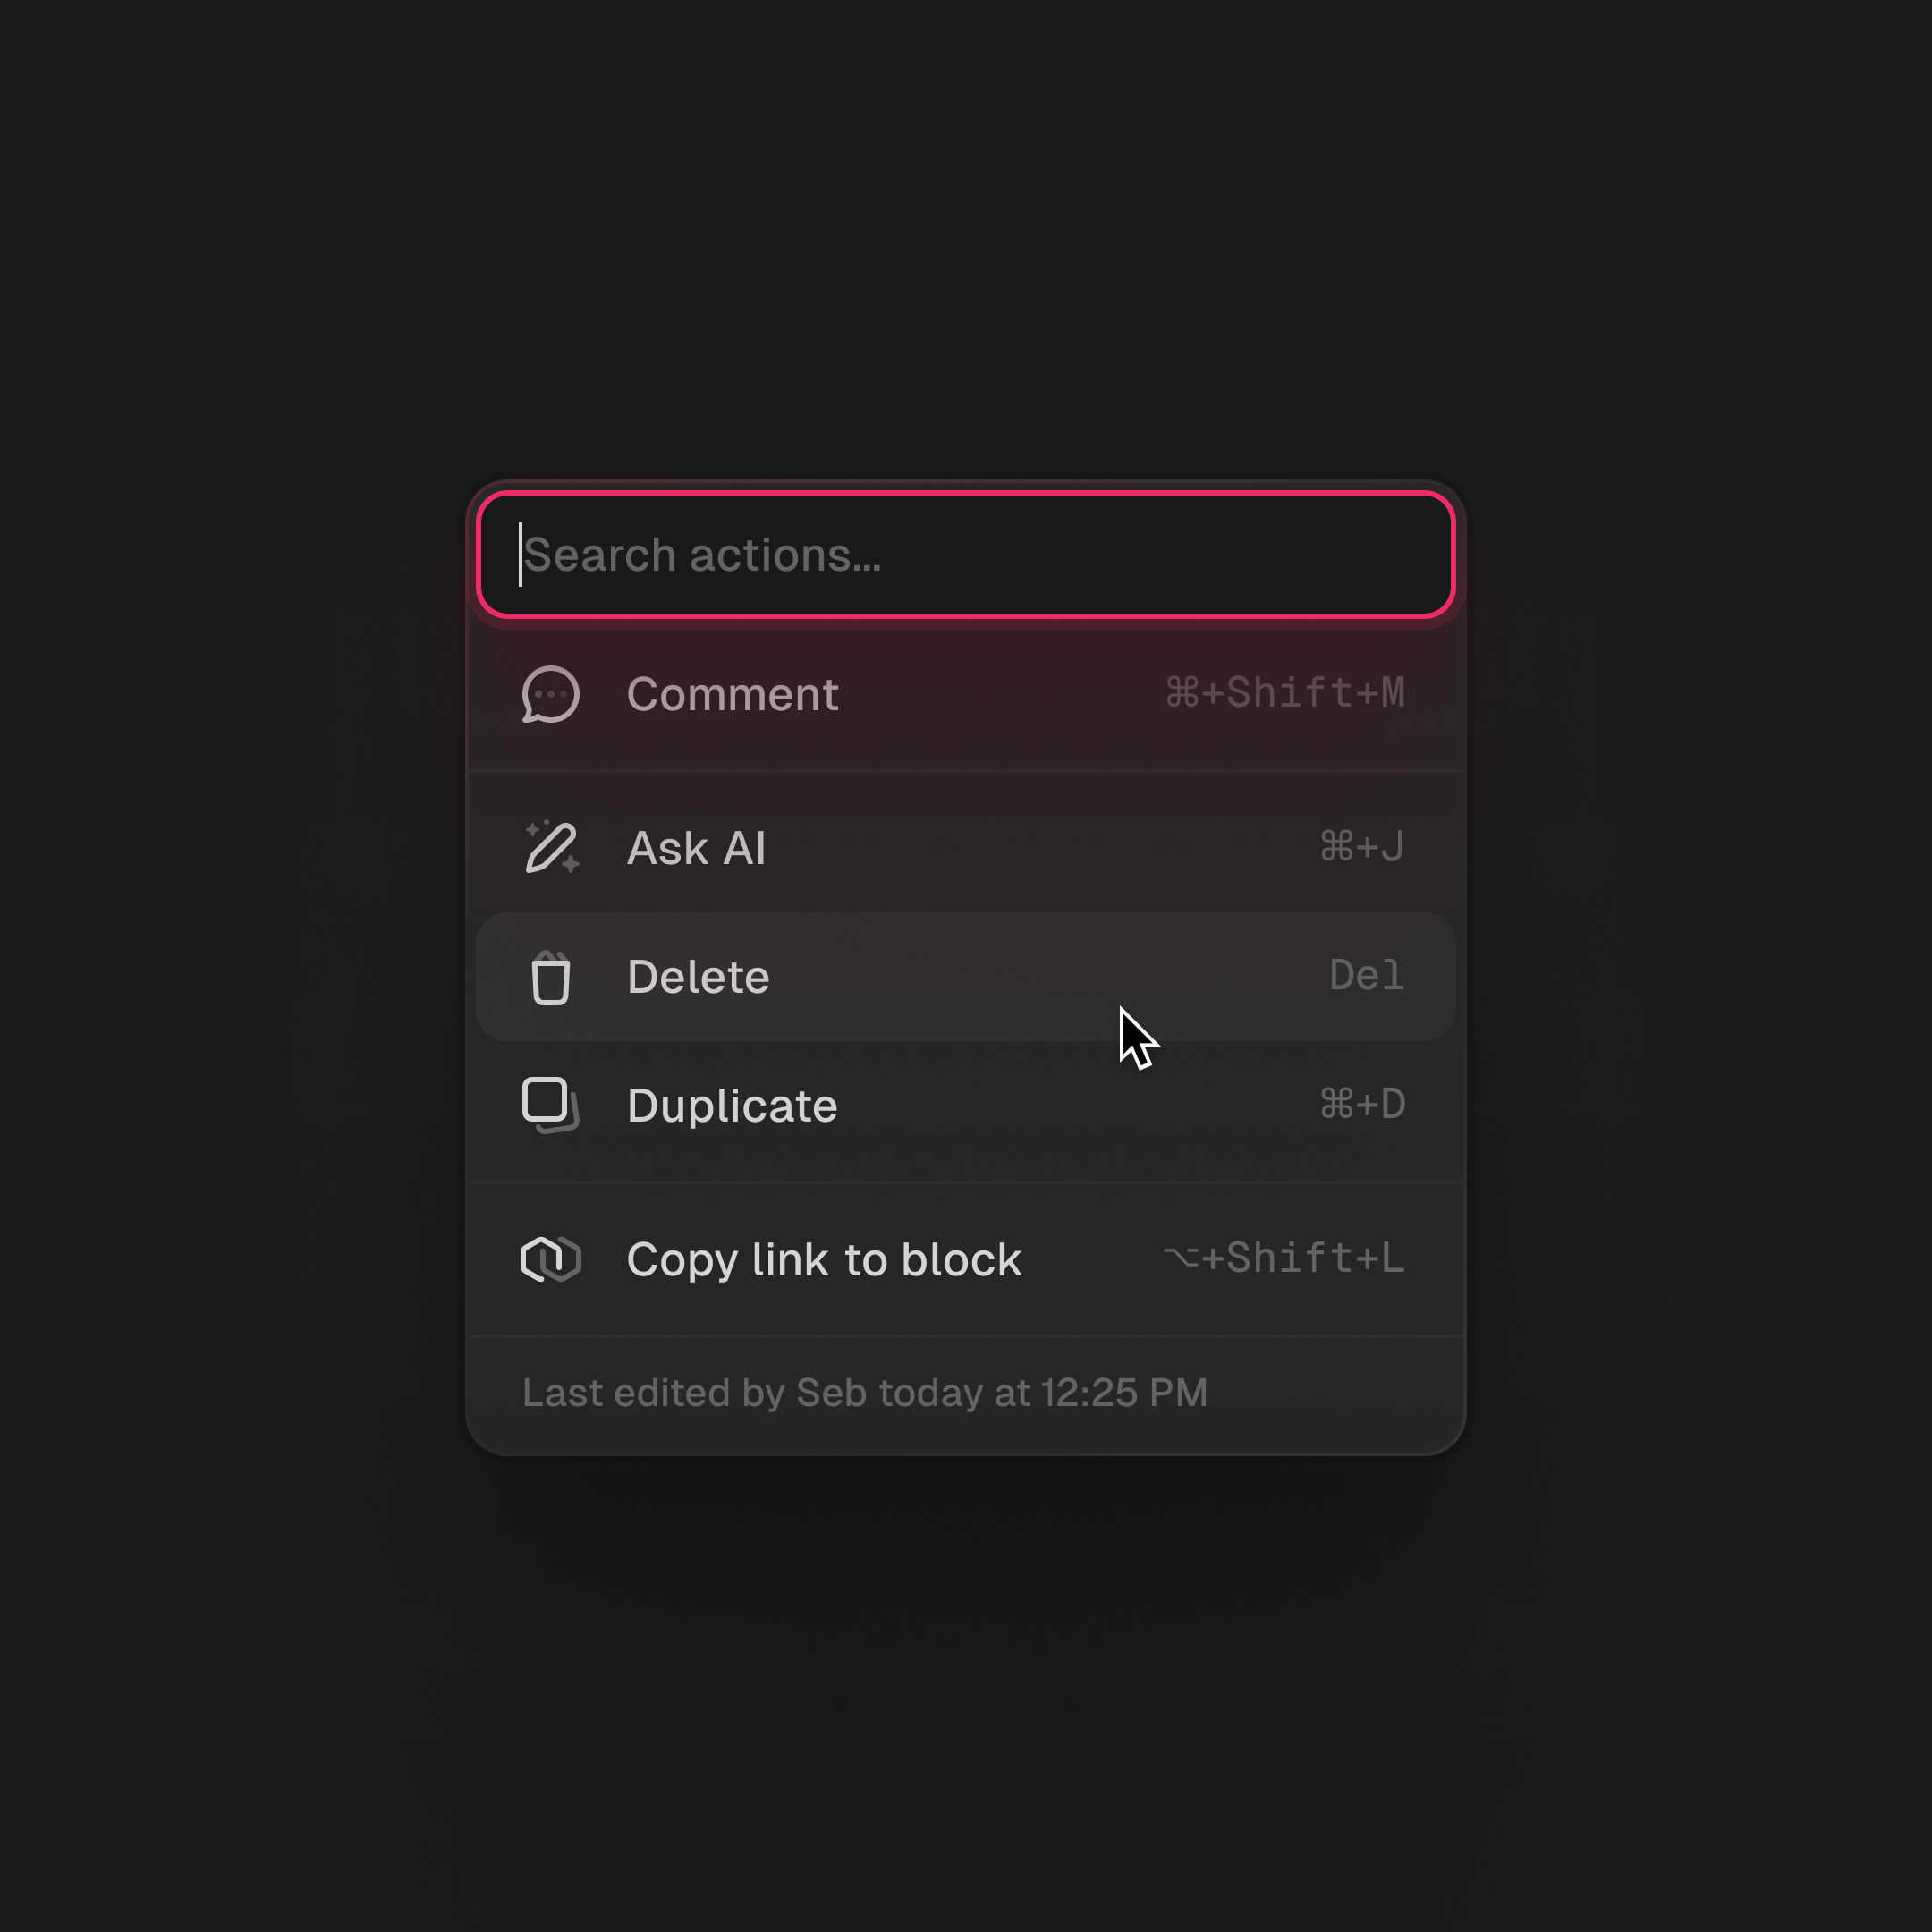 Search actions...
Comment ⌘+Shift+M
Ask AI ⌘+J
Delete Del
Duplicate ⌘+D
Copy link to block ⌥+Shift+L
Last edited by Seb today at 12:25 PM